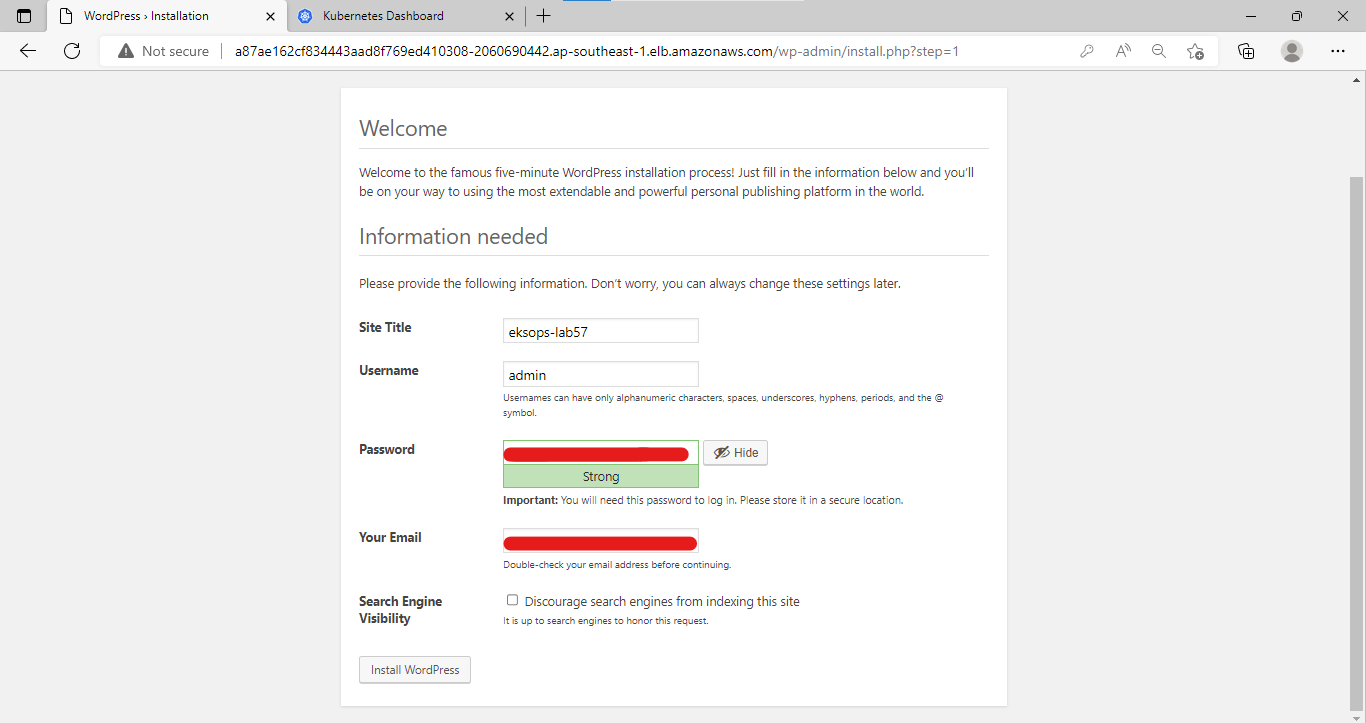 WordPress › Installation
Kubernetes Dashboard
Not secure
a87ae162cf834443aad8f769ed410308-2060690442.ap-southeast-1.elb.amazonaws.com/wp-admin/install.php?step=1
Welcome
Welcome to the famous five-minute WordPress installation process! Just fill in the information below and you'll
be on your way to using the most extendable and powerful personal publishing platform in the world.
Information needed
Please provide the following information. Don't worry, you can always change these settings later.
Site Title
eksops-lab57
Username
admin
Usernames can have only alphanumeric characters, spaces, underscores, hyphens, periods, and the @
symbol.
Password
Hide
Strong
Important: You will need this password to log in. Please store it in a secure location.
Your Email
Double-check your email address before continuing.
Search Engine
Visibility
Discourage search engines from indexing this site
It is up to search engines to honor this request.
Install WordPress